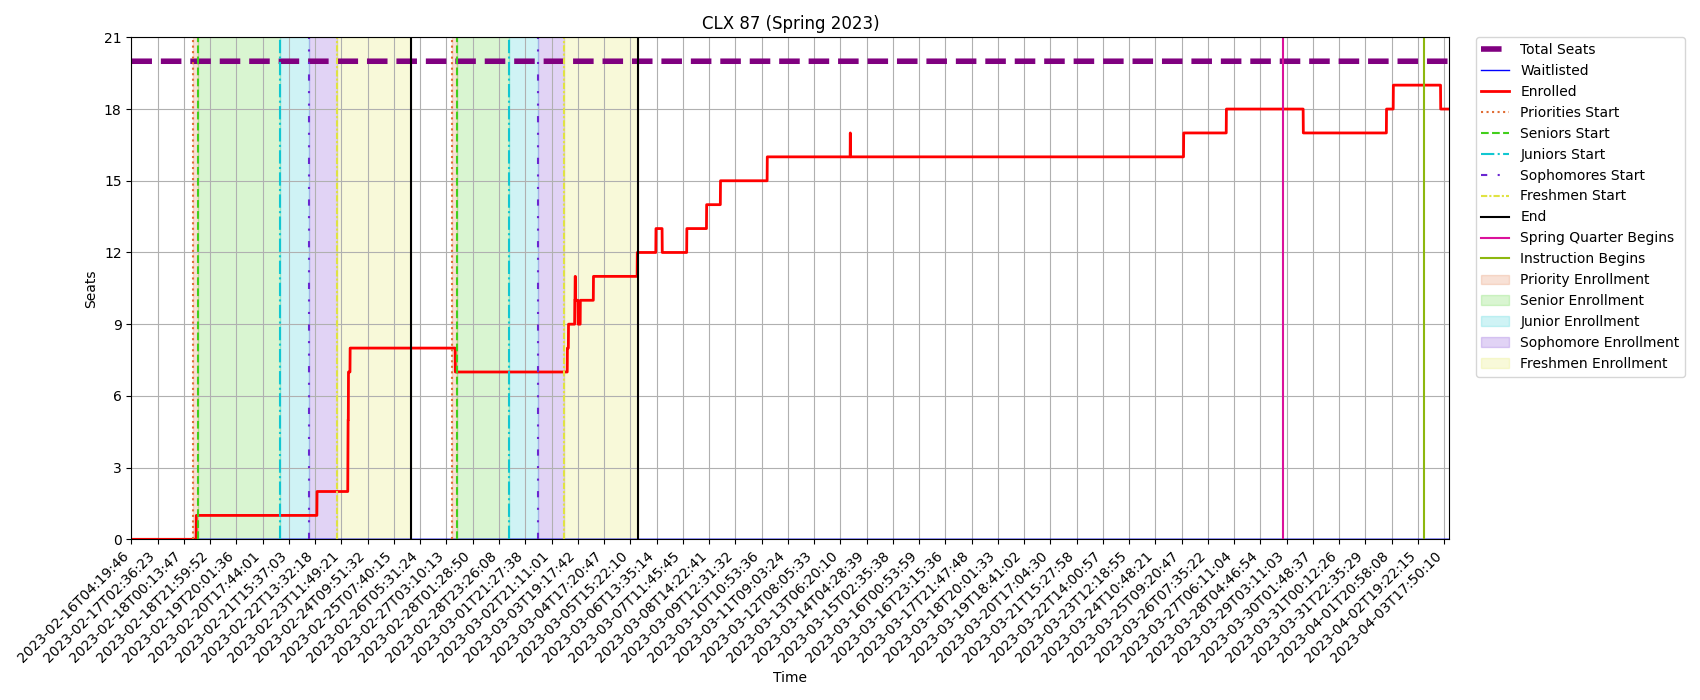 CLX 87 (Spring 2023)
21
18
15
12
9
6
3
0
Seats
2023-02-16T04:19:46
2023-02-17T02:36:23
2023-02-18T00:13:47
2023-02-18T21:59:52
2023-02-19T20:01:36
2023-02-20T17:44:01
2023-02-21T15:37:03
2023-02-22T13:32:18
2023-02-23T11:49:21
2023-02-24T09:51:32
2023-02-25T07:40:15
2023-02-26T05:31:24
2023-02-27T03:10:13
2023-02-28T01:28:50
2023-02-28T23:26:08
2023-03-01T21:27:38
2023-03-02T21:11:01
2023-03-03T19:17:42
2023-03-04T17:20:47
2023-03-05T15:22:10
2023-03-06T13:35:14
2023-03-07T11:45:45
2023-03-08T14:22:41
2023-03-09T12:31:32
2023-03-10T10:53:36
2023-03-11T09:03:24
2023-03-12T08:05:33
2023-03-13T06:20:10
2023-03-14T04:28:39
2023-03-15T02:35:38
2023-03-16T00:53:59
2023-03-16T23:15:36
2023-03-17T21:47:48
2023-03-18T20:01:33
2023-03-19T18:41:02
2023-03-20T17:04:30
2023-03-21T15:27:58
2023-03-22T14:00:57
2023-03-23T12:18:55
2023-03-24T10:48:21
2023-03-25T09:20:47
2023-03-26T07:35:22
2023-03-27T06:11:04
2023-03-28T04:46:54
2023-03-29T03:11:03
2023-03-30T01:48:37
2023-03-31T00:12:26
2023-03-31T22:35:29
2023-04-01T20:58:08
2023-04-02T19:22:15
2023-04-03T17:50:10
Time
Total Seats
Waitlisted
Enrolled
Priorities Start
Seniors Start
Juniors Start
Sophomores Start
Freshmen Start
End
Spring Quarter Begins
Instruction Begins
Priority Enrollment
Senior Enrollment
Junior Enrollment
Sophomore Enrollment
Freshmen Enrollment